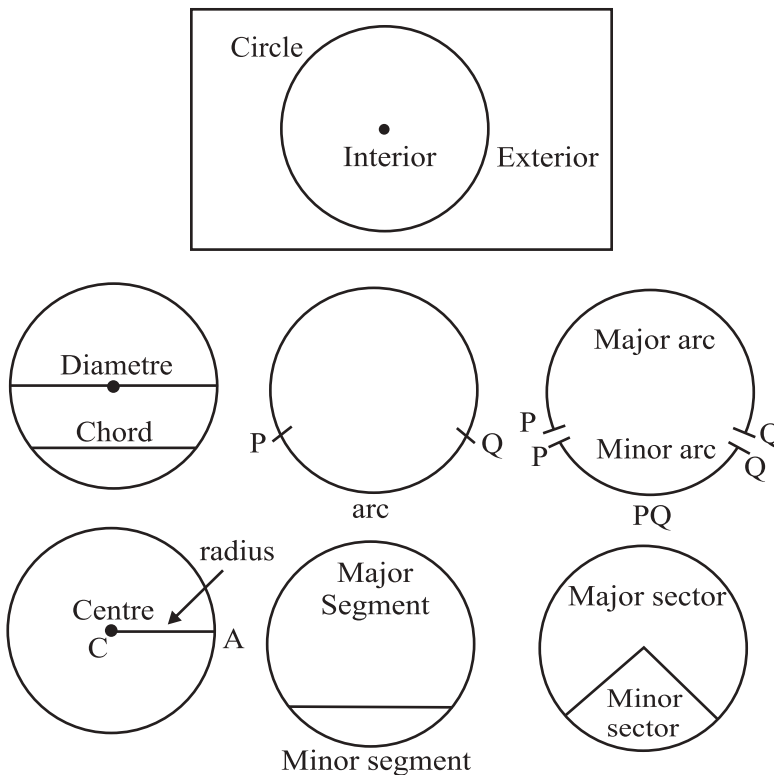 Circle
Interior
Exterior
Diametre
Chord
P
Q
arc
Major arc
P
Q
P
Minor arc
Q
PQ
radius
Centre
C
A
Major
Segment
Minor segment
Major sector
Minor
sector